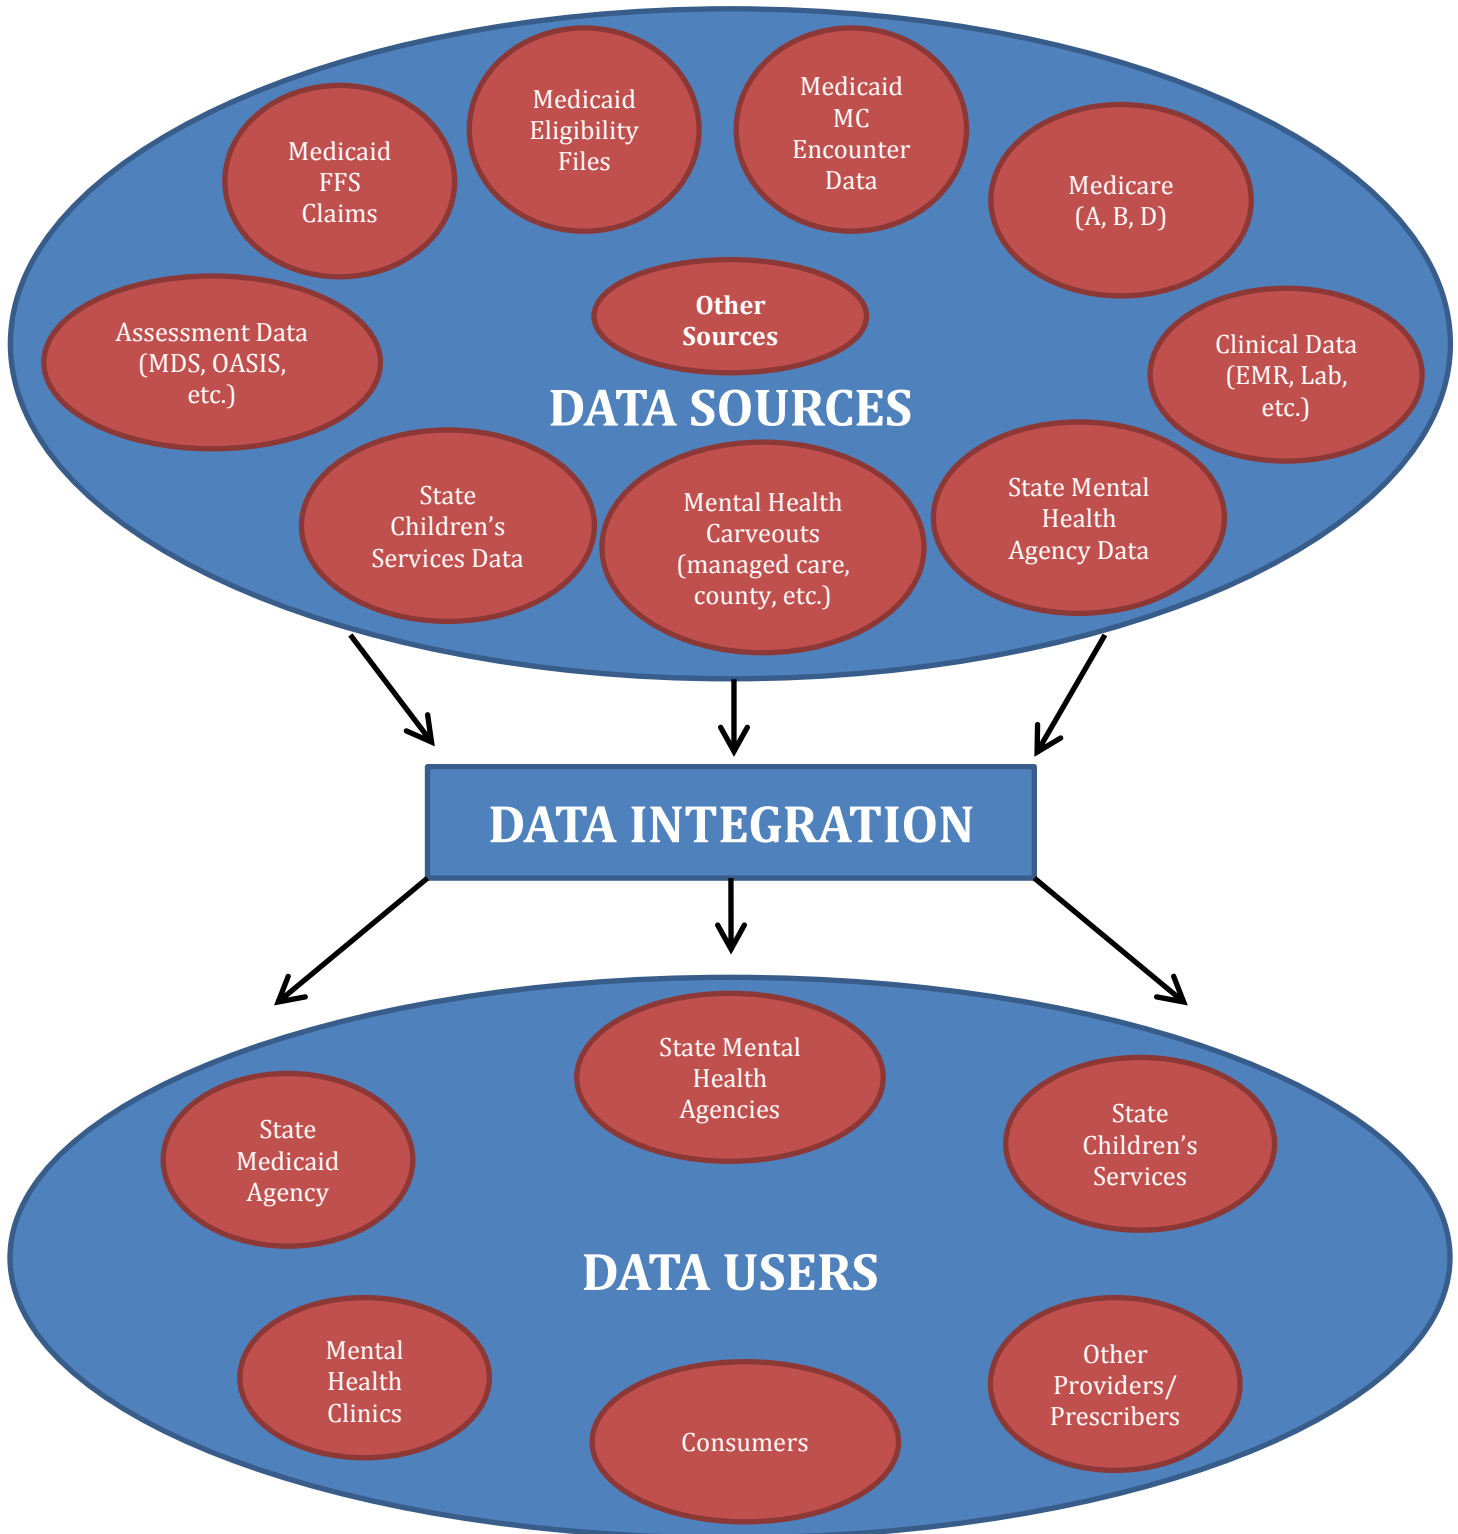 Medicaid
FFS
Claims
Medicaid
Eligibility
Files
Medicaid
MC
Encounter
Data
Medicare
(A, B, D)
Assessment Data
(MDS, OASIS,
etc.)
Other
Sources
Clinical Data
(EMR, Lab,
etc.)
DATA SOURCES
State
Children’s
Services Data
Mental Health
Carveouts
(managed care,
county, etc.)
State Mental
Health
Agency Data
DATA INTEGRATION
State
Medicaid
Agency
State Mental
Health
Agencies
State
Children’s
Services
DATA USERS
Mental
Health
Clinics
Consumers
Other
Providers/
Prescribers